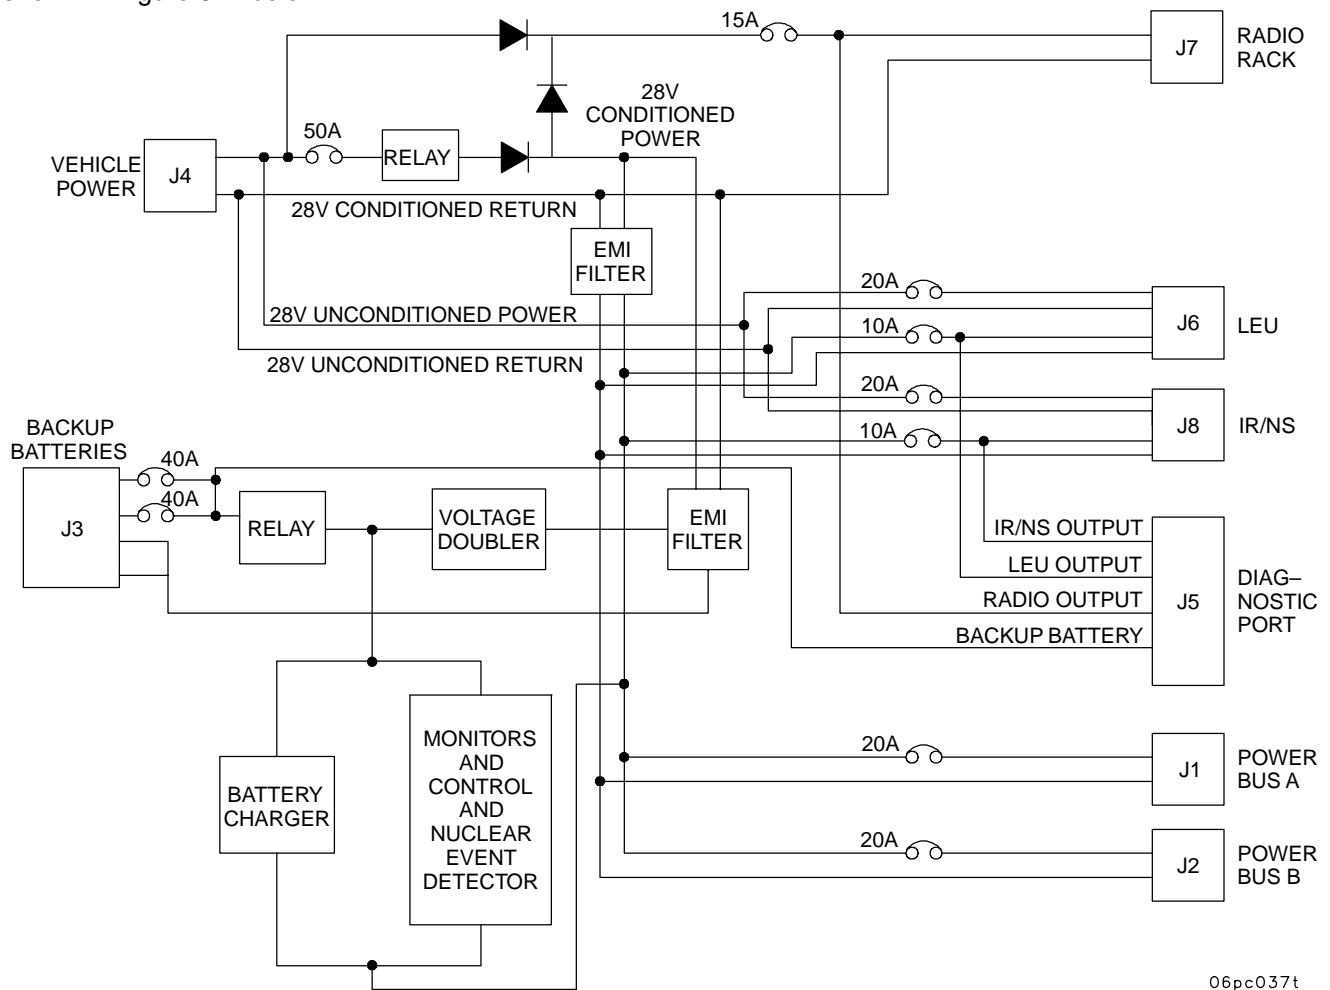 15A
J7
RADIO
RACK
28V
CONDITIONED
POWER
50A
RELAY
VEHICLE
POWER
J4
28V CONDITIONED RETURN
EMI
FILTER
20A
28V UNCONDITIONED POWER
10A
J6
LEU
28V UNCONDITIONED RETURN
20A
10A
J8
IR/NS
BACKUP
BATTERIES
40A
40A
J3
RELAY
VOLTAGE
DOUBLER
EMI
FILTER
IR/NS OUTPUT
LEU OUTPUT
RADIO OUTPUT
BACKUP BATTERY
J5
DIAG–
NOSTIC
PORT
MONITORS
AND
CONTROL
AND
NUCLEAR
EVENT
DETECTOR
BATTERY
CHARGER
20A
J1
POWER
BUS A
20A
J2
POWER
BUS B
06pc037t